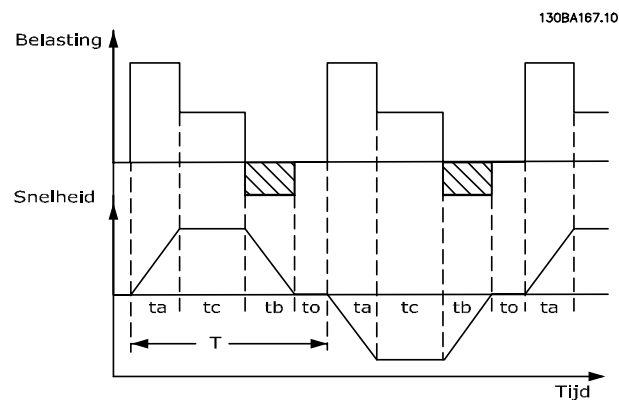 130BA167.10
Belasting
Snelheid
ta tc tb to ta tc tb to ta
T
Tijd